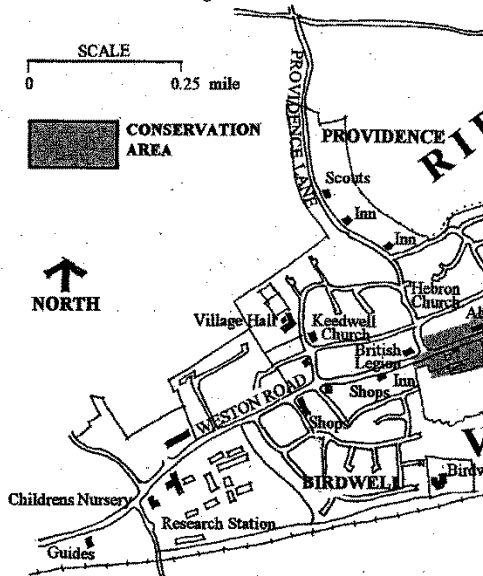 SCALE
0 0.25 mile
CONSERVATION
AREA
NORTH
PROVIDENCE LANE
PROVIDENCE
Scouts
Inn
Inn
Hebron
Church
Village Hall
Keedwell
Church
British
Legion
Inn
Shops
WESTON ROAD
Shops
BIRDWELL
Childrens Nursery
Research Station
Guides